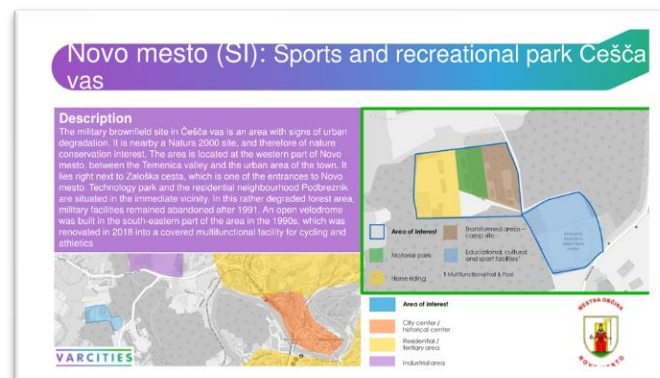 Novo mesto (SI): Sports and recreational park Češča
vas
Description
The military brownfield site in Češča vas is an area with signs of urban
degradation. It is nearby a Natura 2000 site, and therefore of nature
conservation interest. The area is located at the western part of Novo
mesto, between the Temenica valley and the urban area of the town. It
lies right next to Zaloška cesta, which is one of the entrances to Novo
mesto. Technology park and the residential neighbourhood Podbreznik
are situated in the immediate vicinity. In this rather degraded forest area,
military facilities remained abandoned after 1991. An open velodrome
was built in the south-eastern part of the area in the 1990s, which was
renovated in 2018 into a covered multifunctional facility for cycling and
athletics
Area of interest
Motorial park
Horse riding
Transformed areas –
camp site
Educational, cultural
and sport facilities¹
1 Multifunctional hall & Pool
Area of interest
City center /
historical center
Residential /
tertiary area
Industrial area
VARCITIES
MESTNA OBČINA
NOVO MESTO